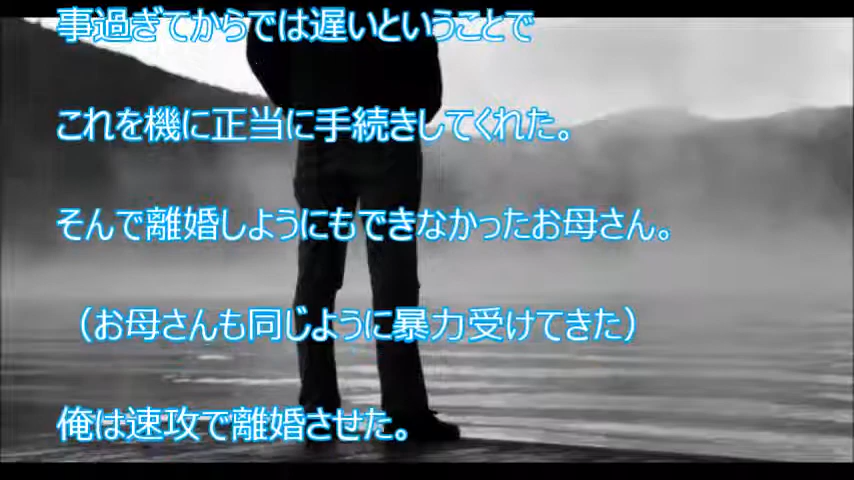 事過ぎてからでは遅いということで
これを機に正当に手続きしてくれた。
そんで離婚しようにもできなかったお母さん。
（お母さんも同じように暴力受けてきた）
俺は速攻で離婚させた。